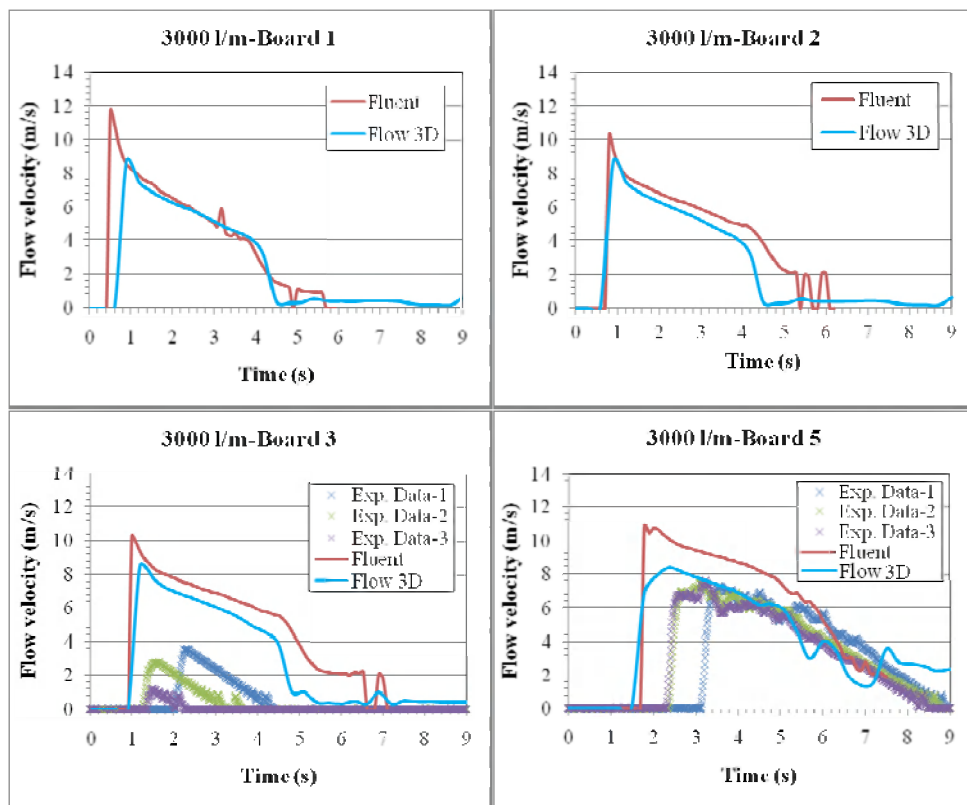 3000 l/m-Board 1
14
12
10
8
6
4
2
0
Flow velocity (m/s)
Fluent
Flow 3D
0 1 2 3 4 5 6 7 8 9
Time (s)
3000 l/m-Board 2
14
12
10
8
6
4
2
0
Flow velocity (m/s)
Fluent
Flow 3D
0 1 2 3 4 5 6 7 8 9
Time (s)
3000 l/m-Board 3
14
12
10
8
6
4
2
0
Flow velocity (m/s)
Exp. Data-1
Exp. Data-2
Exp. Data-3
Fluent
Flow 3D
0 1 2 3 4 5 6 7 8 9
Time (s)
3000 l/m-Board 5
14
12
10
8
6
4
2
0
Flow velocity (m/s)
Exp. Data-1
Exp. Data-2
Exp. Data-3
Fluent
Flow 3D
0 1 2 3 4 5 6 7 8 9
Time (s)